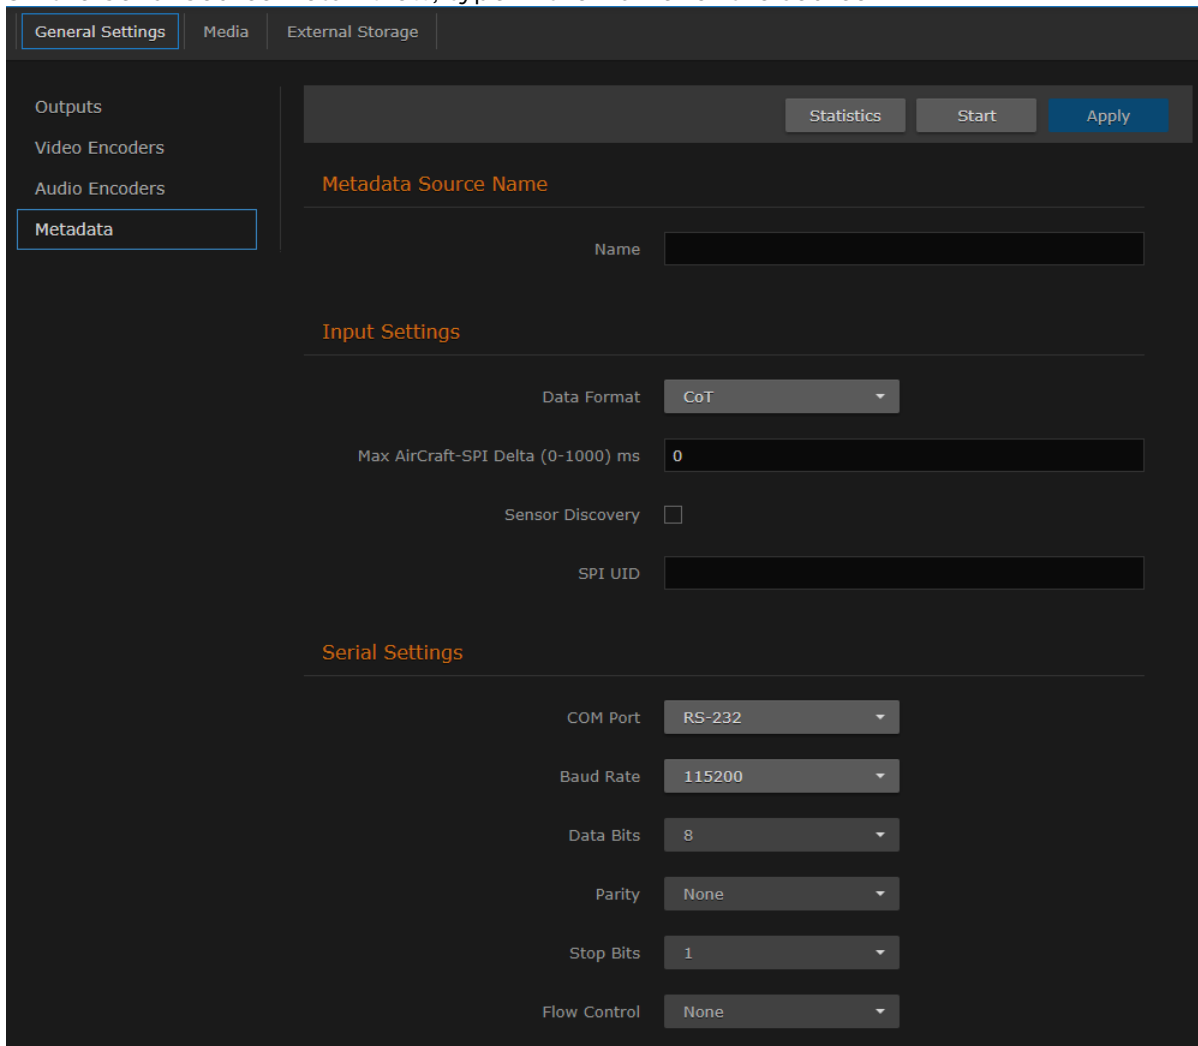 General Settings Media External Storage
Outputs
Video Encoders
Audio Encoders
Metadata
Statistics Start Apply
Metadata Source Name
Name
Input Settings
Data Format CoT
Max AirCraft-SPI Delta (0-1000) ms 0
Sensor Discovery
SPI UID
Serial Settings
COM Port RS-232
Baud Rate 115200
Data Bits 8
Parity None
Stop Bits 1
Flow Control None